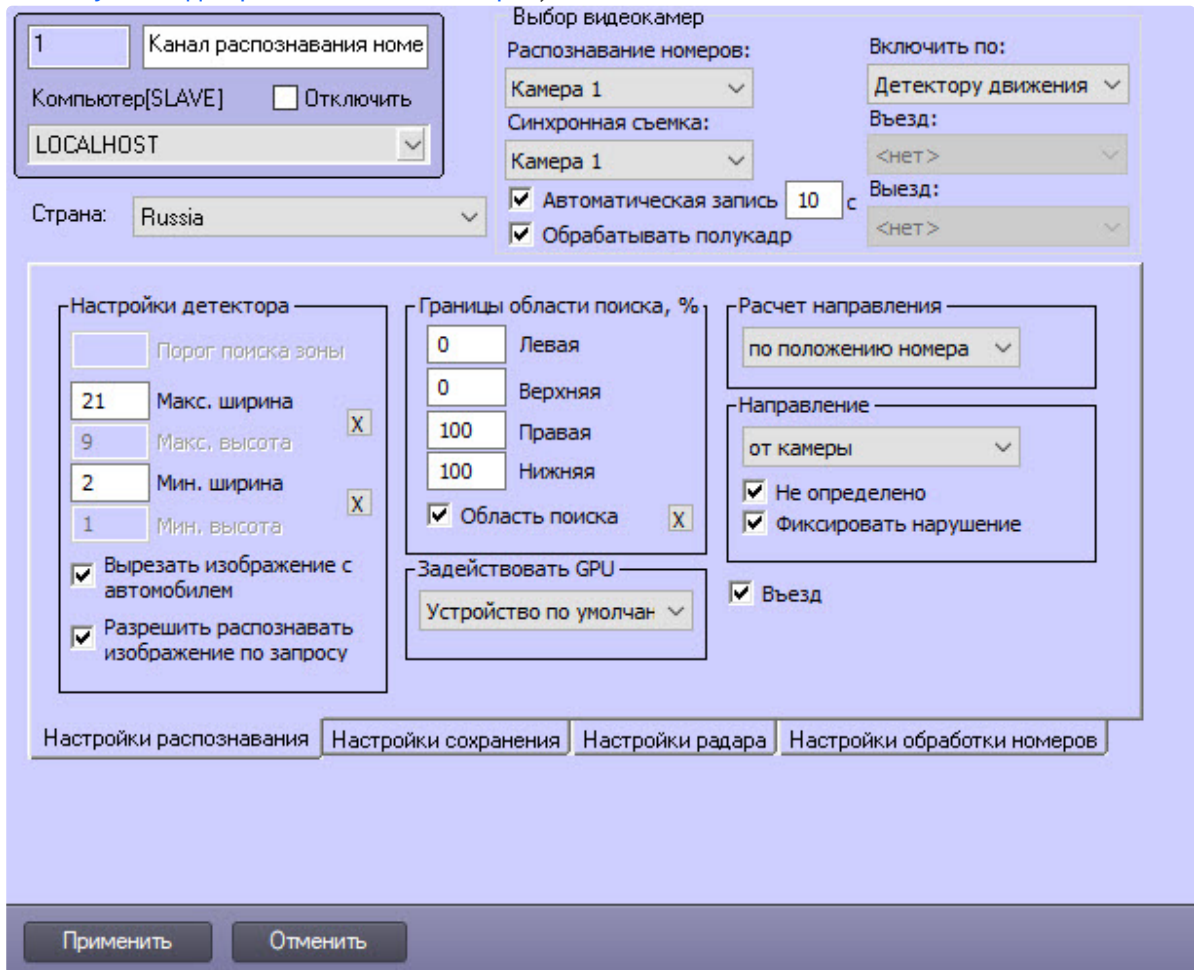 1
Канал распознавания номе
Компьютер[SLAVE]
Отключить
LOCALHOST
Страна:
Russia
Выбор видеокамер
Распознавание номеров:
Камера 1
Синхронная съемка:
Камера 1
Автоматическая запись 10 с
Обрабатывать полукадр
Включить по:
Детектору движения
Въезд:
<нет>
Выезд:
<нет>
Настройки детектора
Порог поиска зоны
21 Макс. ширина
9 Макс. высота
X
2 Мин. ширина
1 Мин. высота
X
Вырезать изображение с
автомобилем
Разрешить распознавать
изображение по запросу
Границы области поиска, %
0 Левая
0 Верхняя
100 Правая
100 Нижняя
Область поиска X
Задействовать GPU
Устройство по умолчан
Расчет направления
по положению номера
Направление
от камеры
Не определено
Фиксировать нарушение
Въезд
Настройки распознавания
Настройки сохранения
Настройки радара
Настройки обработки номеров
Применить
Отменить